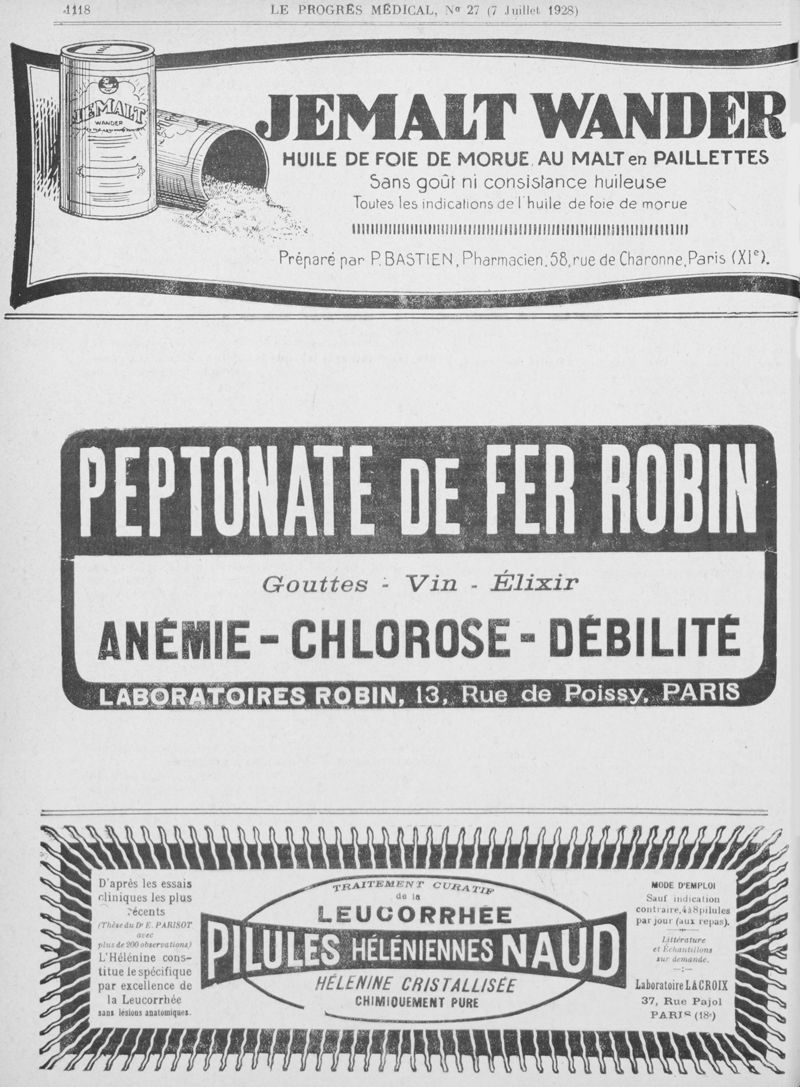 1118
LE PROGRÈS MÉDICAL, No 27 (7 Juillet 1928)
JEMALT
WANDER
JEMALT WANDER
HUILE DE FOIE DE MORUE AU MALT en PAILLETTES
Sans goût ni consistance huileuse
Toutes les indications de l'huile de foie de morue
Préparé par P. BASTIEN, Pharmacien, 58, rue de Charonne, Paris (XIe).
PEPTONATE DE FER ROBIN
Gouttes - Vin - Élixir
ANÉMIE - CHLOROSE - DÉBILITÉ
LABORATOIRES ROBIN, 13, Rue de Poissy, PARIS
D'après les essais
cliniques les plus
récents
(Thèse du Dr E. PARISOT
avec
plus de 200 observations)
L'Hélénine cons-
titue le spécifique
par excellence de
la Leucorrhée
sans lésions anatomiques.
TRAITEMENT CURATIF
de la
LEUCORRHÉE
PILULES HÉLÉNIENNES NAUD
HÉLENINE CRISTALLISÉE
CHIMIQUEMENT PURE
MODE D'EMPLOI
Sauf indication
contraire, 4 à 8 pilules
par jour (aux repas).
Littérature
et Échantillons
sur demande.
-:-
Laboratoire LACROIX
37, Rue Pajol
PARIS (18e)